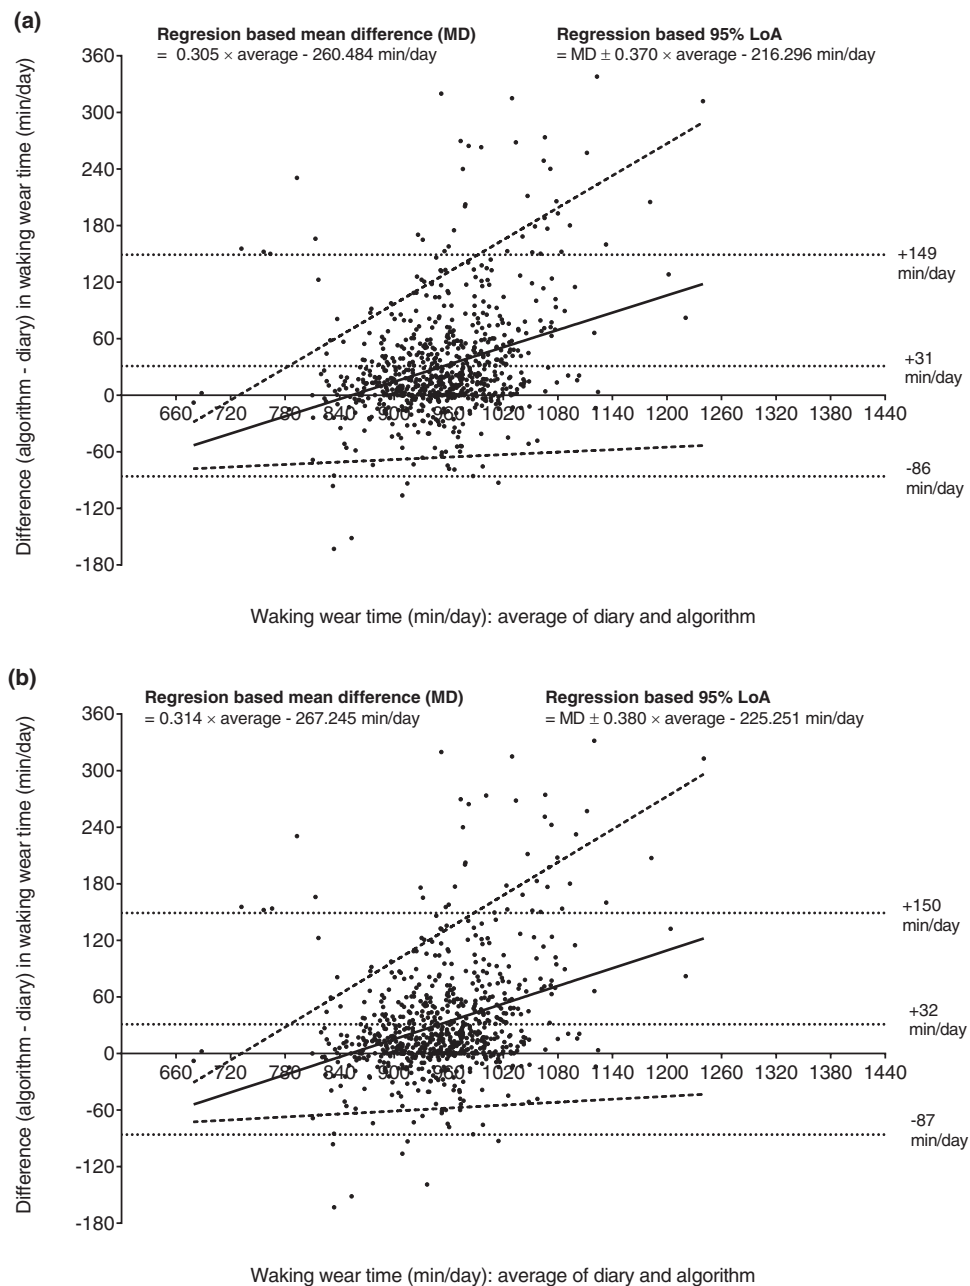 (a)
Regresion based mean difference (MD)
= 0.305 × average - 260.484 min/day
Regression based 95% LoA
= MD ± 0.370 × average - 216.296 min/day
Difference (algorithm - diary) in waking wear time (min/day)
360
300
240
180
120
60
0
-60
-120
-180
660 720 780 840 900 960 1020 1080 1140 1200 1260 1320 1380 1440
+149
min/day
+31
min/day
-86
min/day
Waking wear time (min/day): average of diary and algorithm
(b)
Regresion based mean difference (MD)
= 0.314 × average - 267.245 min/day
Regression based 95% LoA
= MD ± 0.380 × average - 225.251 min/day
Difference (algorithm - diary) in waking wear time (min/day)
360
300
240
180
120
60
0
-60
-120
-180
660 720 780 840 900 960 1020 1080 1140 1200 1260 1320 1380 1440
+150
min/day
+32
min/day
-87
min/day
Waking wear time (min/day): average of diary and algorithm